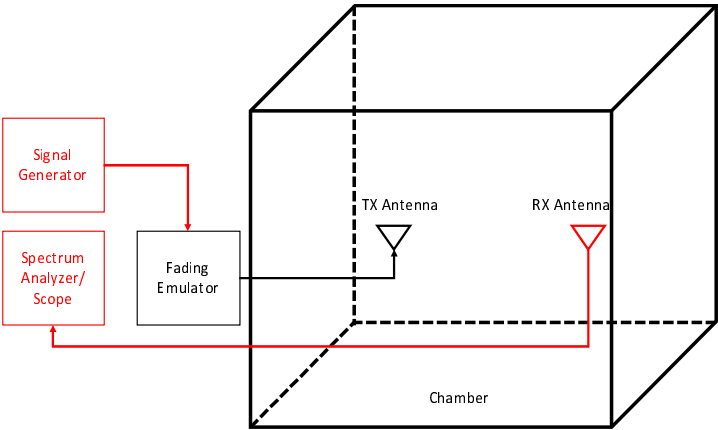 Signal
Generator
Spectrum
Analyzer/
Scope
Fading
Emulator
TX Antenna
RX Antenna
Chamber